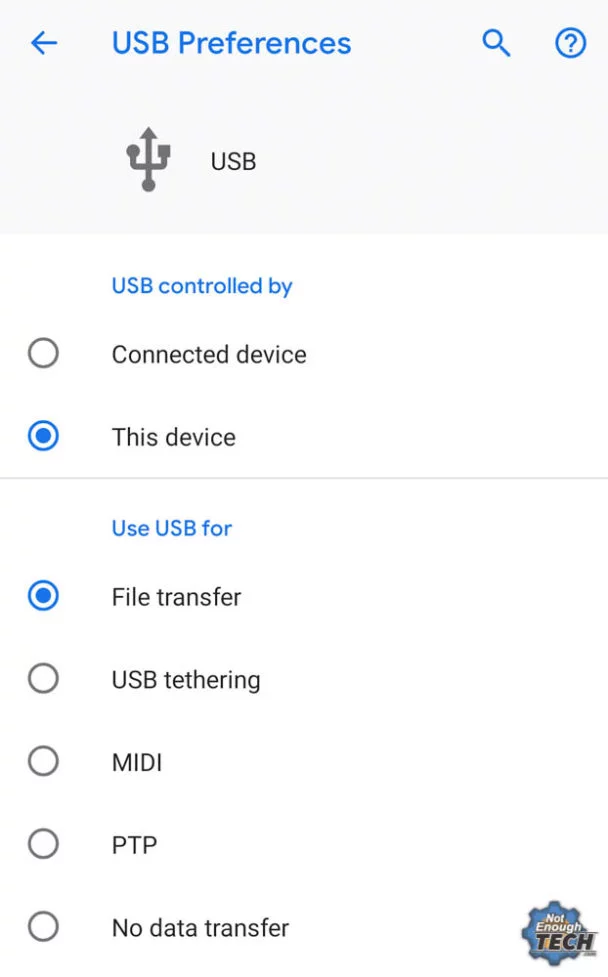 USB Preferences
USB
USB controlled by
Connected device
This device
Use USB for
File transfer
USB tethering
MIDI
PTP
No data transfer
Not
Enough
TECH
.com